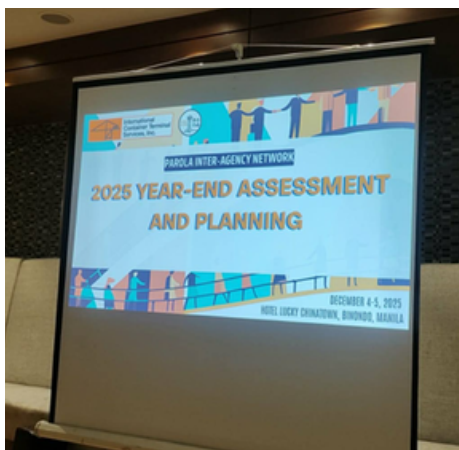 International
Container Terminal
Services, Inc.
PAROLA INTER-AGENCY NETWORK
2025 YEAR-END ASSESSMENT
AND PLANNING
DECEMBER 4-5, 2025
HOTEL LUCKY CHINATOWN, BINONDO, MANILA